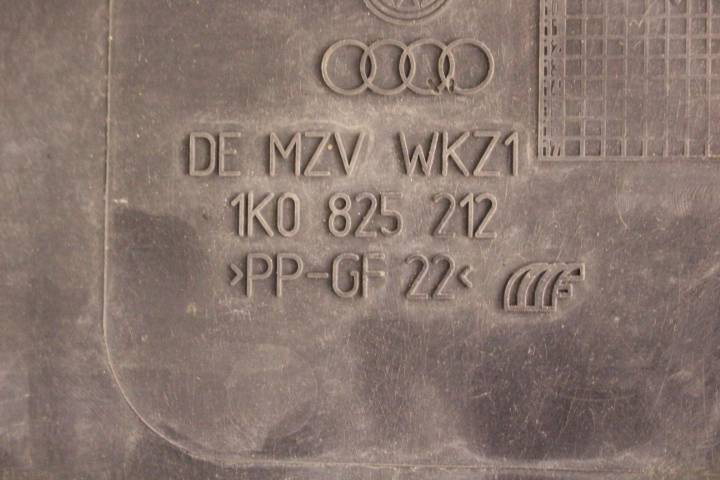 DE MZV WKZ1
1K0 825 212
>PP-GF 22<